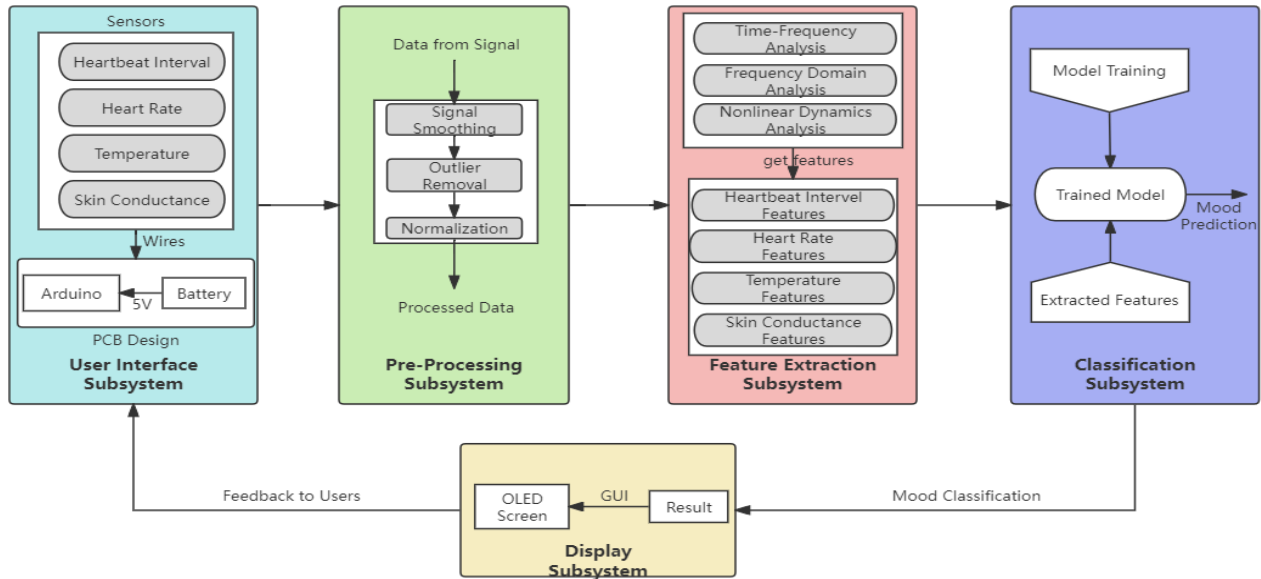 Sensors
Heartbeat Interval
Heart Rate
Temperature
Skin Conductance
Wires
Arduino
5V
Battery
PCB Design
User Interface
Subsystem
Data from Signal
Signal
Smoothing
Outlier
Removal
Normalization
Processed Data
Pre-Processing
Subsystem
Time-Frequency
Analysis
Frequency Domain
Analysis
Nonlinear Dynamics
Analysis
get features
Heartbeat Intervel
Features
Heart Rate
Features
Temperature
Features
Skin Conductance
Features
Feature Extraction
Subsystem
Model Training
Trained Model
Mood
Prediction
Extracted Features
Classification
Subsystem
Feedback to Users
OLED
Screen
GUI
Result
Display
Subsystem
Mood Classification